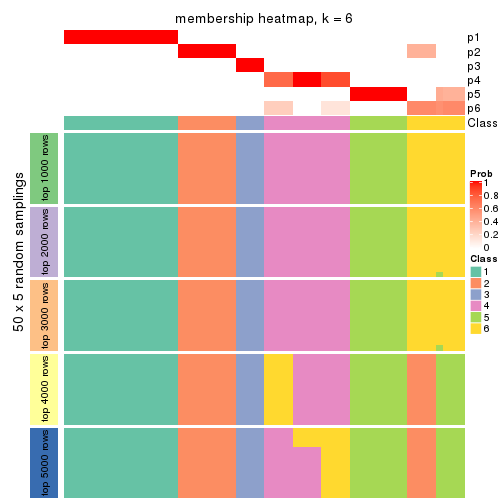 membership heatmap, k = 6
p1
p2
p3
p4
p5
p6
Class
50 x 5 random samplings
top 1000 rows
top 2000 rows
top 3000 rows
top 4000 rows
top 5000 rows
Prob
1
0.8
0.6
0.4
0.2
0
Class
1
2
3
4
5
6